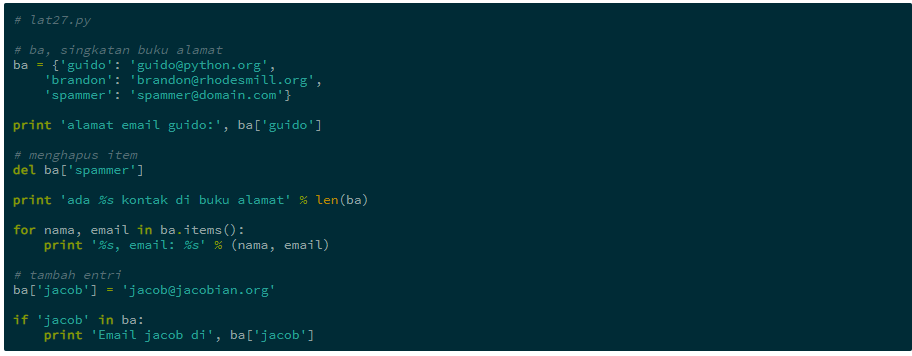 # lat27.py
# ba, singkatan buku alamat
ba = {'guido': 'guido@python.org',
    'brandon': 'brandon@rhodesmill.org',
    'spammer': 'spammer@domain.com'}
print 'alamat email guido:', ba['guido']
# menghapus item
del ba['spammer']
print 'ada %s kontak di buku alamat' % len(ba)
for nama, email in ba.items():
    print '%s, email: %s' % (nama, email)
# tambah entri
ba['jacob'] = 'jacob@jacobian.org'
if 'jacob' in ba:
    print 'Email jacob di', ba['jacob']